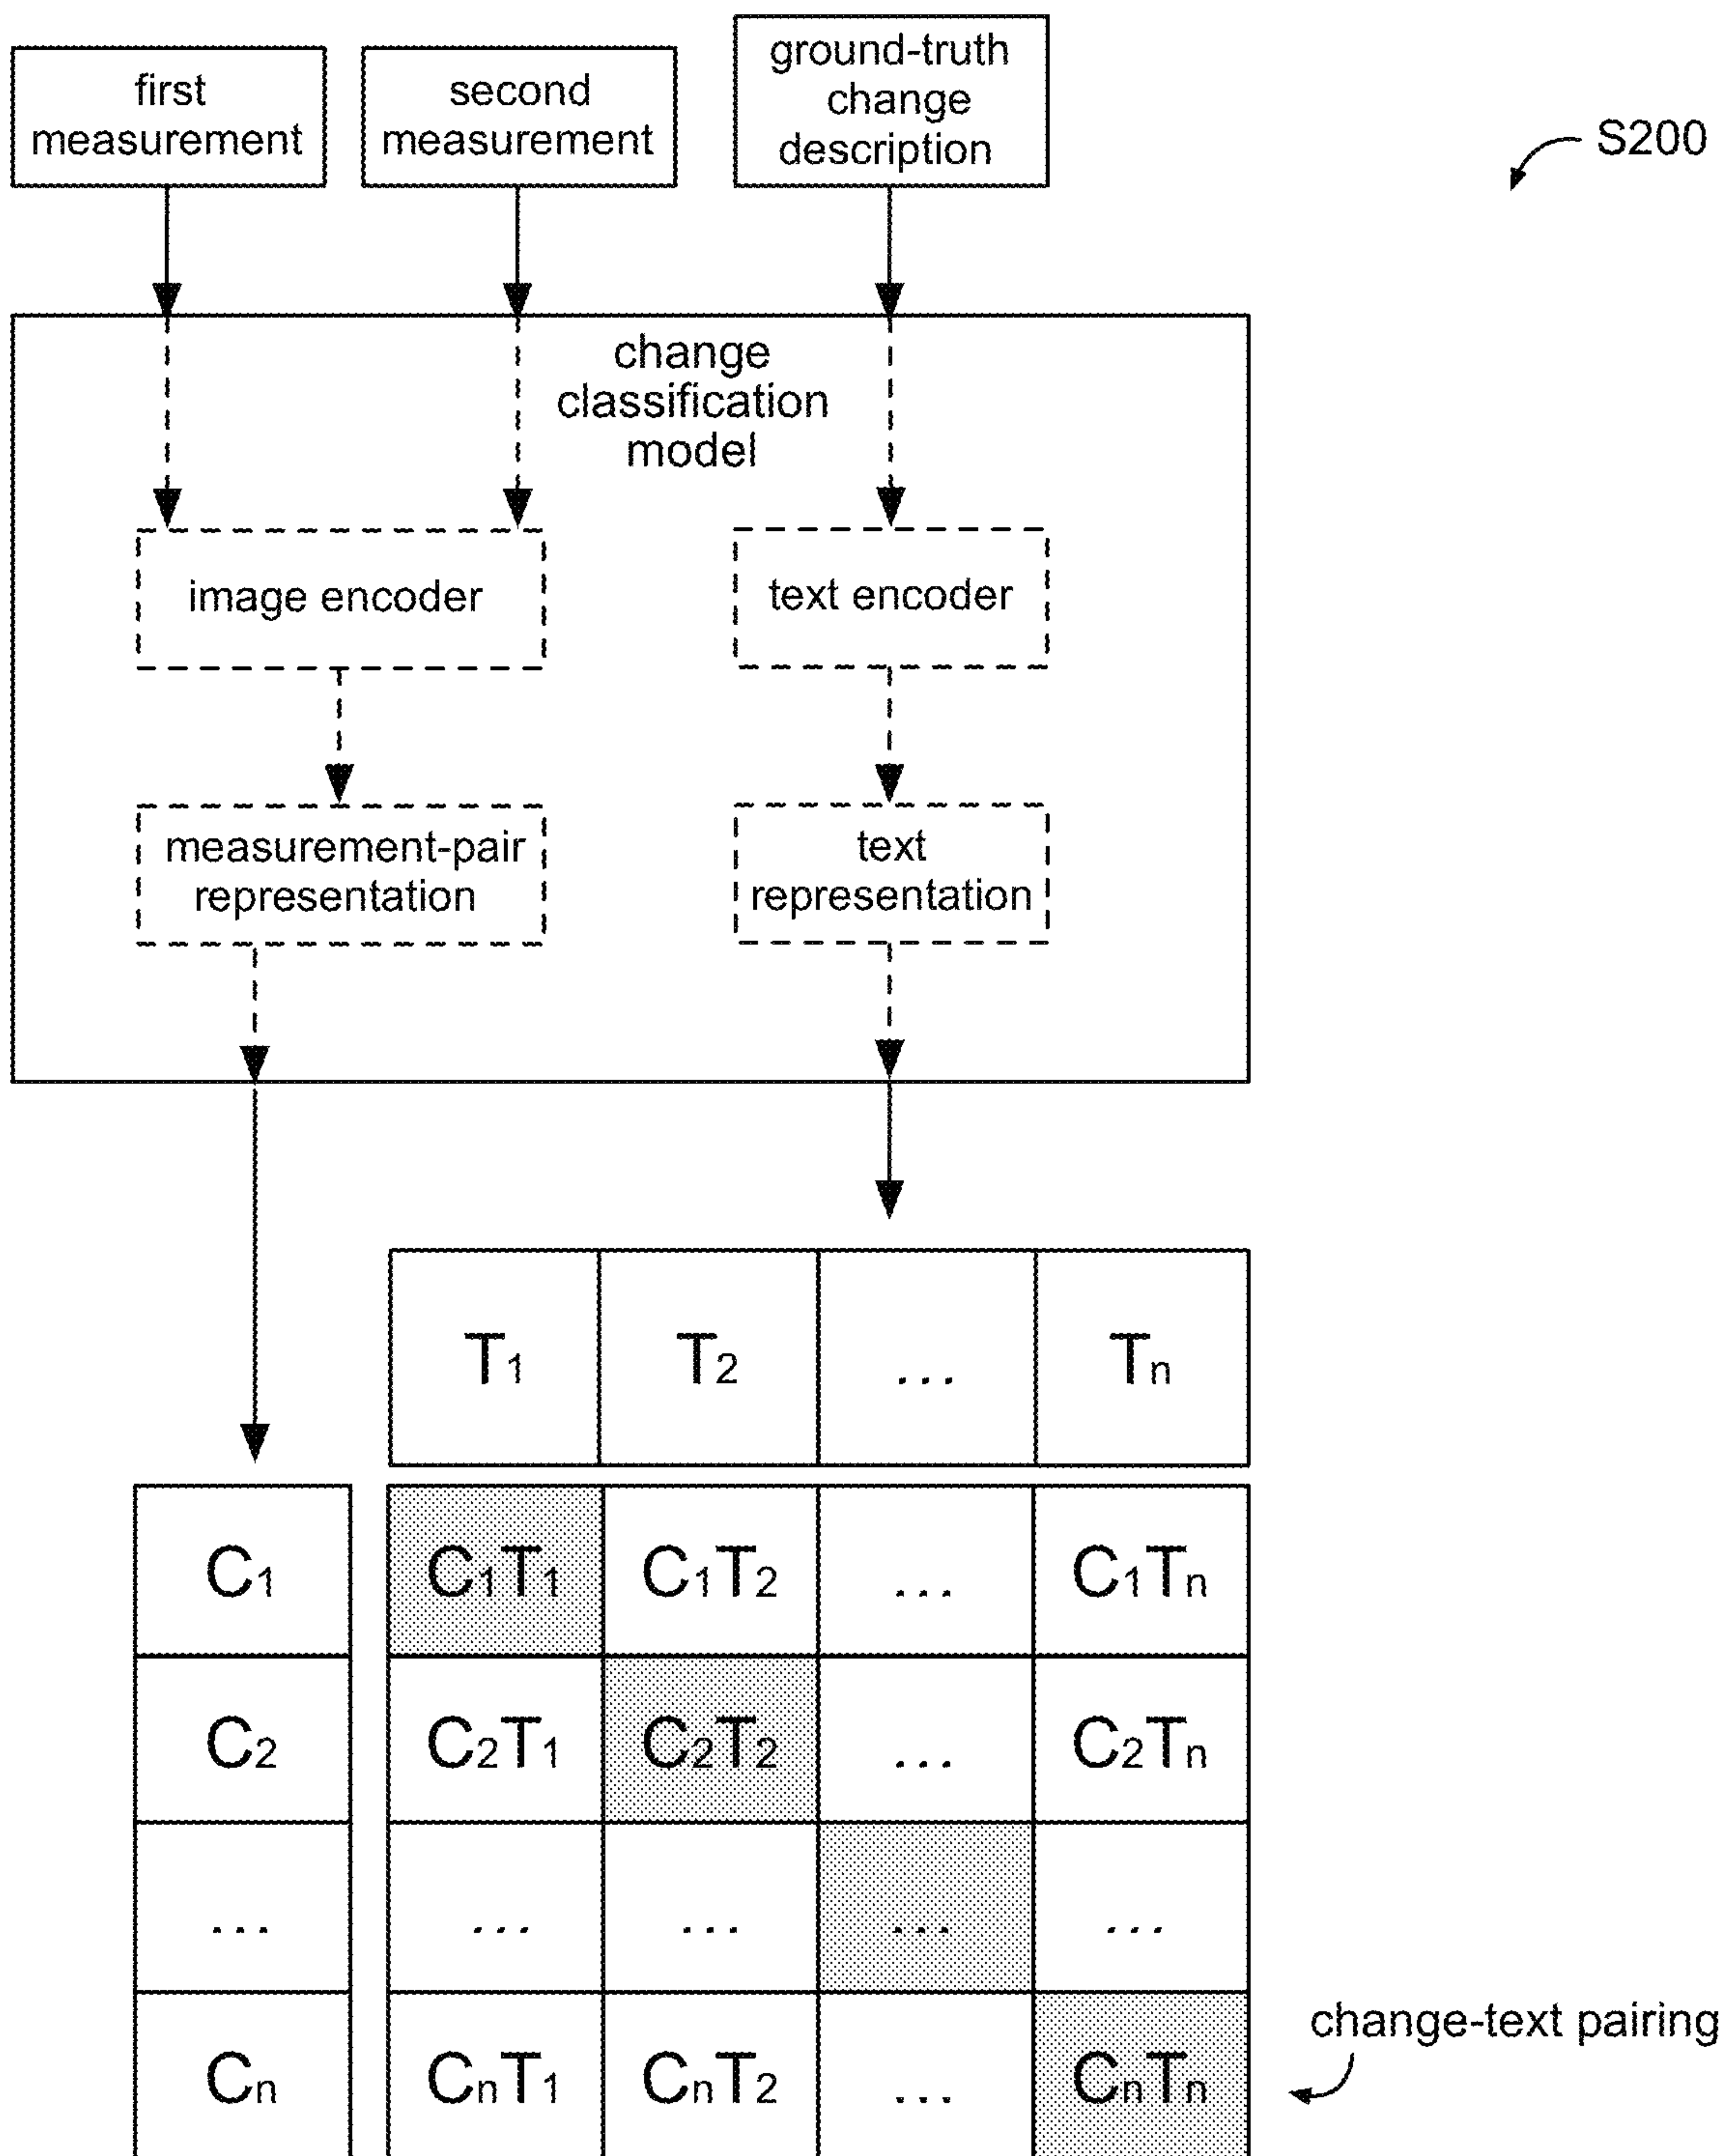 first
measurement
second
measurement
ground-truth
change
description
S200
change
classification
model
image encoder
text encoder
measurement-pair
representation
text
representation
T1 T2 ... Tn
C1 C1T1 C1T2 ... C1Tn
C2 C2T1 C2T2 ... C2Tn
... ... ... ... ...
change-text pairing
Cn CnT1 CnT2 ... CnTn